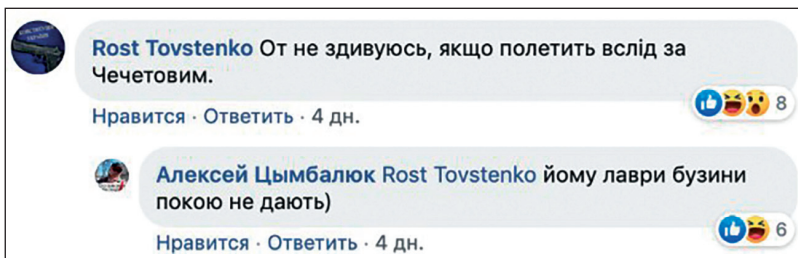 Rost Tovstenko От не здивуюсь, якщо полетить вслід за
Чечетовим.
Нравится · Ответить · 4 дн.
8
Алексей Цымбалюк Rost Tovstenko йому лаври бузини
покою не дають)
Нравится · Ответить · 4 дн.
6